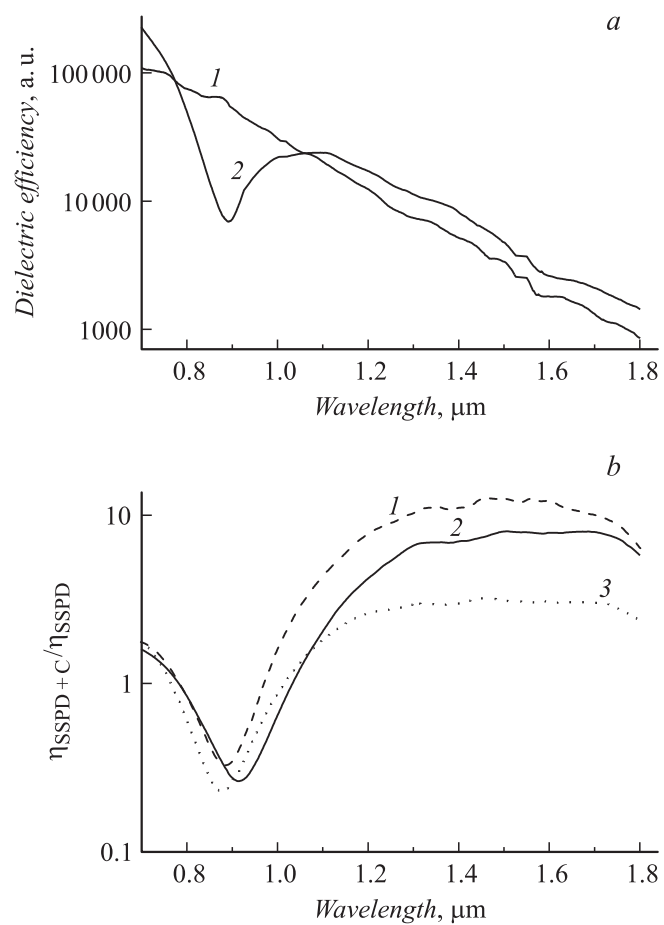 a
Dielectric efficiency, a. u.
100 000
10 000
1000
1
2
0.8 1.0 1.2 1.4 1.6 1.8
Wavelength, μm
b
ηSSPD + C/ηSSPD
10
1
0.1
1
2
3
0.8 1.0 1.2 1.4 1.6 1.8
Wavelength, μm